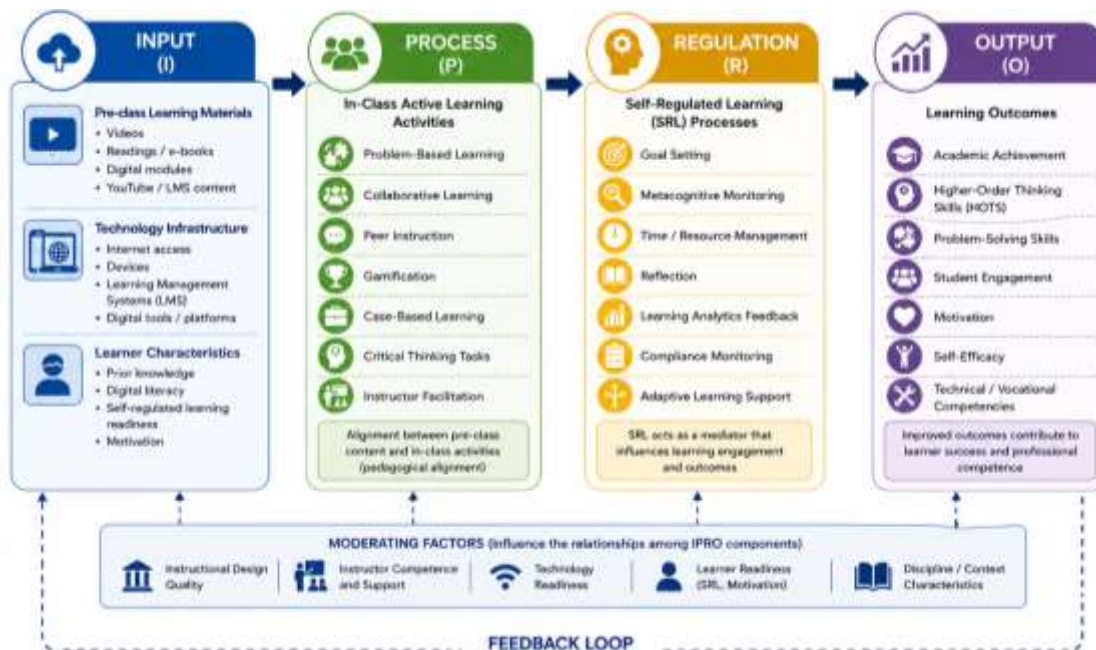 INPUT
(I)
Pre-class Learning Materials
• Videos
• Readings / e-books
• Digital modules
• YouTube / LMS content
Technology Infrastructure
• Internet access
• Devices
• Learning Management
Systems (LMS)
• Digital tools / platforms
Learner Characteristics
• Prior knowledge
• Digital literacy
• Self-regulated learning
readiness
• Motivation
PROCESS
(P)
In-Class Active Learning
Activities
Problem-Based Learning
Collaborative Learning
Peer Instruction
Gamification
Case-Based Learning
Critical Thinking Tasks
Instructor Facilitation
Alignment between pre-class
content and in-class activities
(pedagogical alignment)
REGULATION
(R)
Self-Regulated Learning
(SRL) Processes
Goal Setting
Metacognitive Monitoring
Time / Resource Management
Reflection
Learning Analytics Feedback
Compliance Monitoring
Adaptive Learning Support
SRL acts as a mediator that
influences learning engagement
and outcomes
OUTPUT
(O)
Learning Outcomes
Academic Achievement
Higher-Order Thinking
Skills (HOTS)
Problem-Solving Skills
Student Engagement
Motivation
Self-Efficacy
Technical / Vocational
Competencies
Improved outcomes contribute to
learner success and professional
competence
MODERATING FACTORS (Influence the relationships among IPRO components)
Instructional Design
Quality
Instructor Competence
and Support
Technology
Readiness
Learner Readiness
(SRL, Motivation)
Discipline / Context
Characteristics
FEEDBACK LOOP